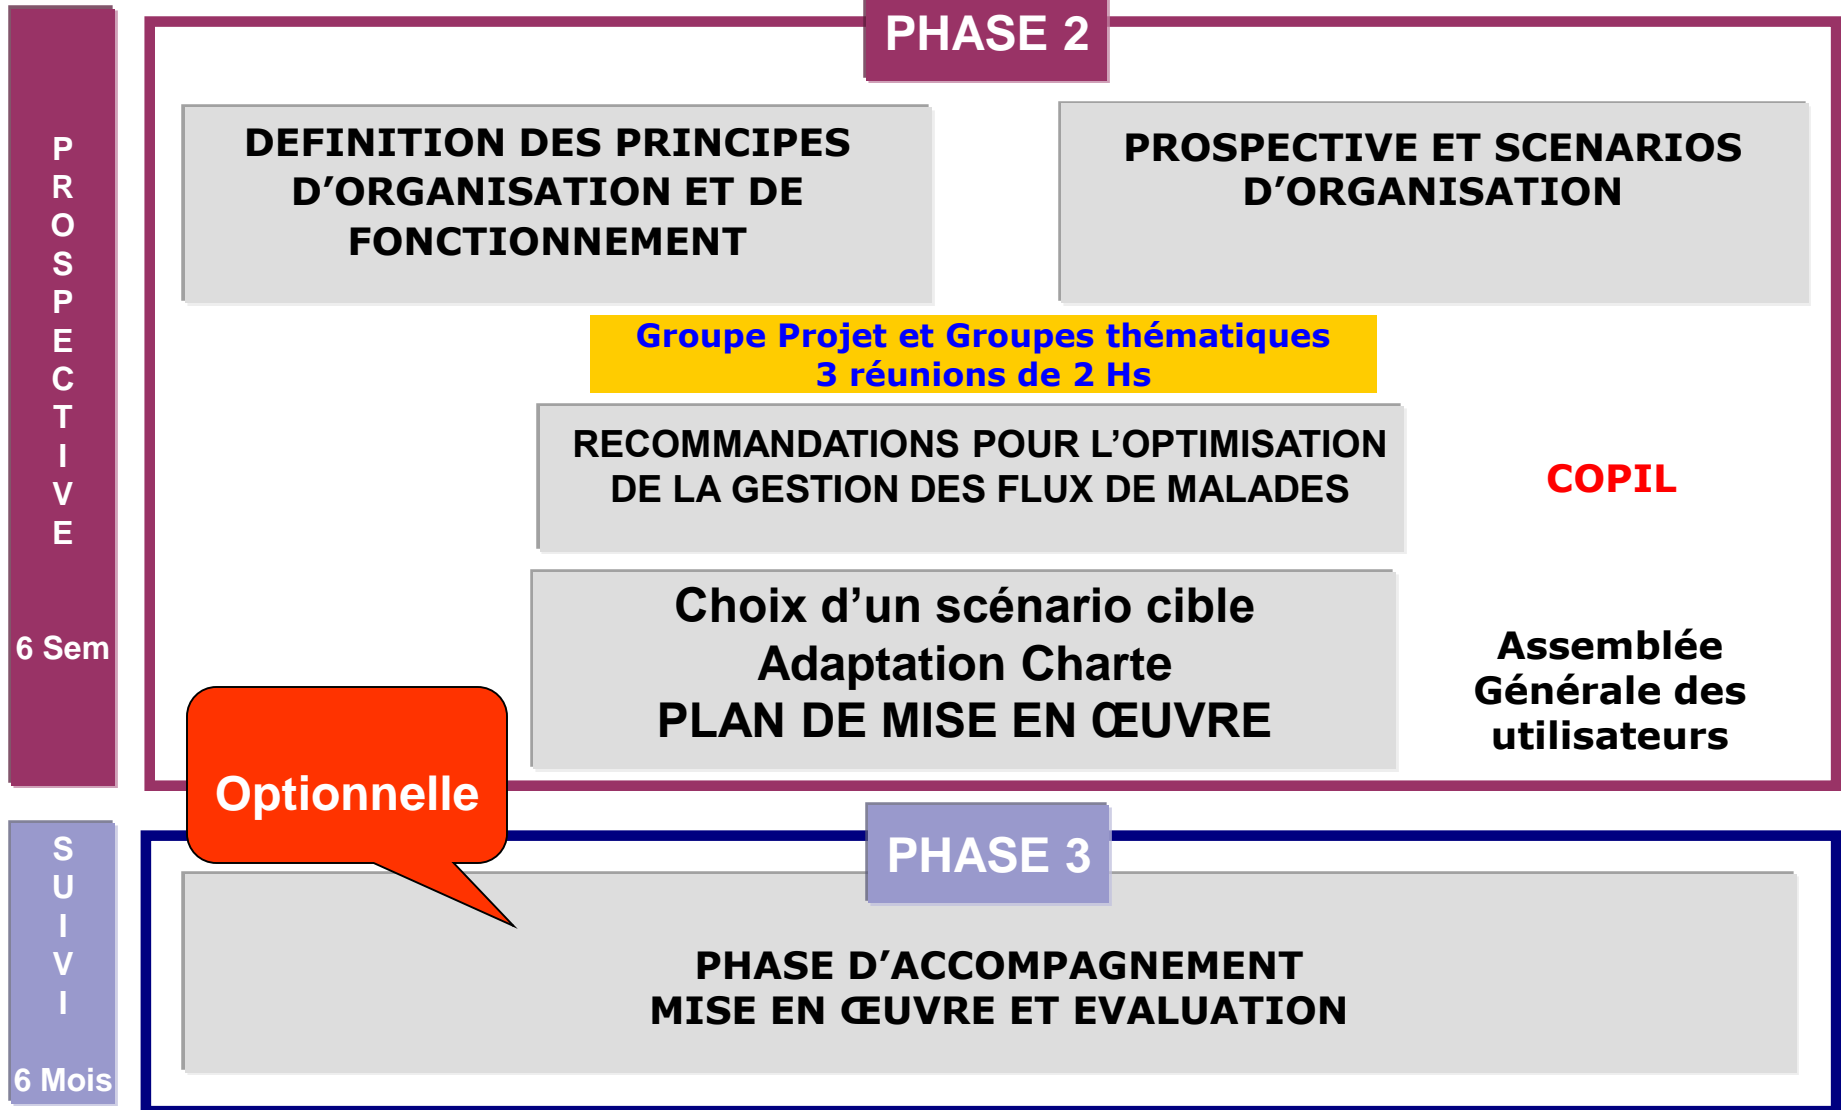 PHASE 2
PROSPECTIVE
6 Sem
DEFINITION DES PRINCIPES
D’ORGANISATION ET DE
FONCTIONNEMENT
PROSPECTIVE ET SCENARIOS
D’ORGANISATION
Groupe Projet et Groupes thématiques
3 réunions de 2 Hs
RECOMMANDATIONS POUR L’OPTIMISATION
DE LA GESTION DES FLUX DE MALADES
COPIL
Choix d’un scénario cible
Adaptation Charte
PLAN DE MISE EN ŒUVRE
Assemblée
Générale des
utilisateurs
Optionnelle
PHASE 3
SUIVI
6 Mois
PHASE D’ACCOMPAGNEMENT
MISE EN ŒUVRE ET EVALUATION